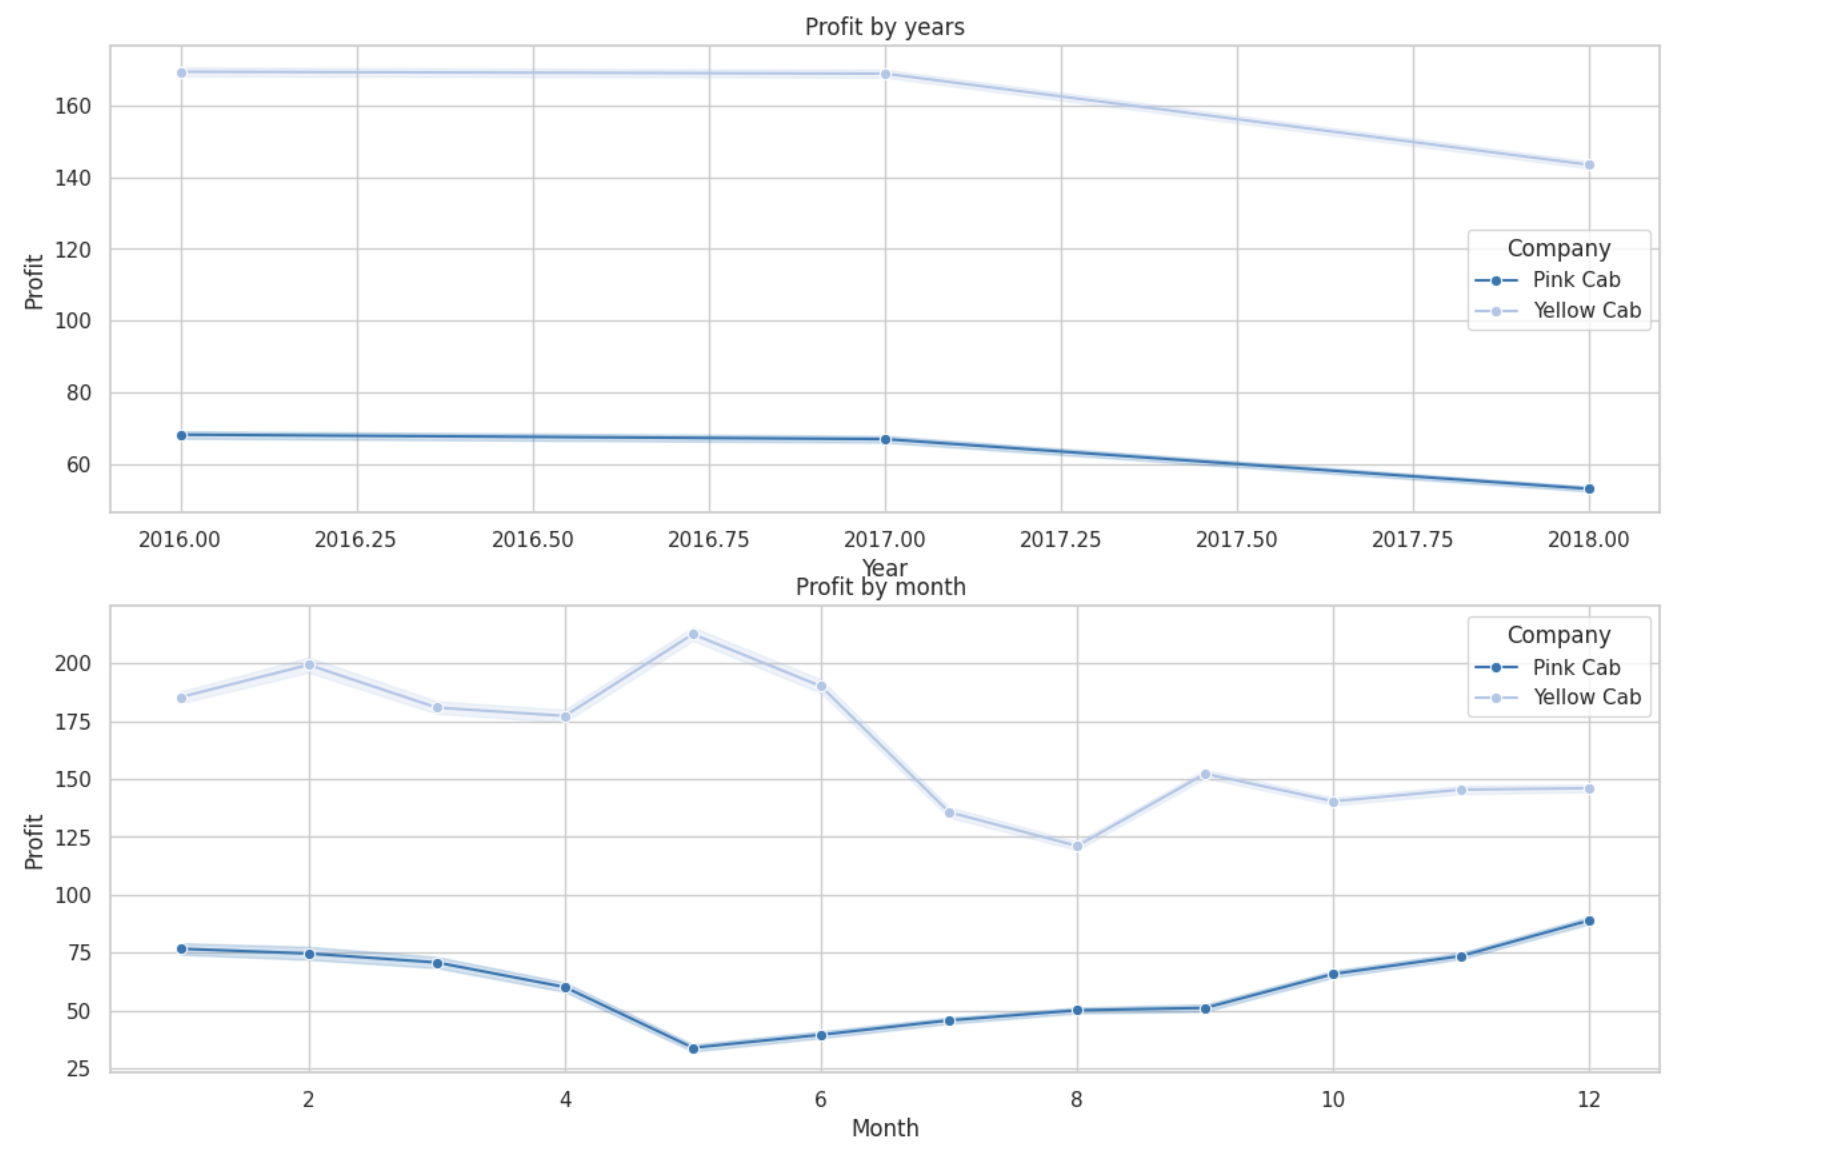 Profit by years
160
140
120
100
80
60
Profit
Company
Pink Cab
Yellow Cab
2016.00 2016.25 2016.50 2016.75 2017.00 2017.25 2017.50 2017.75 2018.00
Year
Profit by month
200
175
150
125
100
75
50
25
Profit
Company
Pink Cab
Yellow Cab
2 4 6 8 10 12
Month